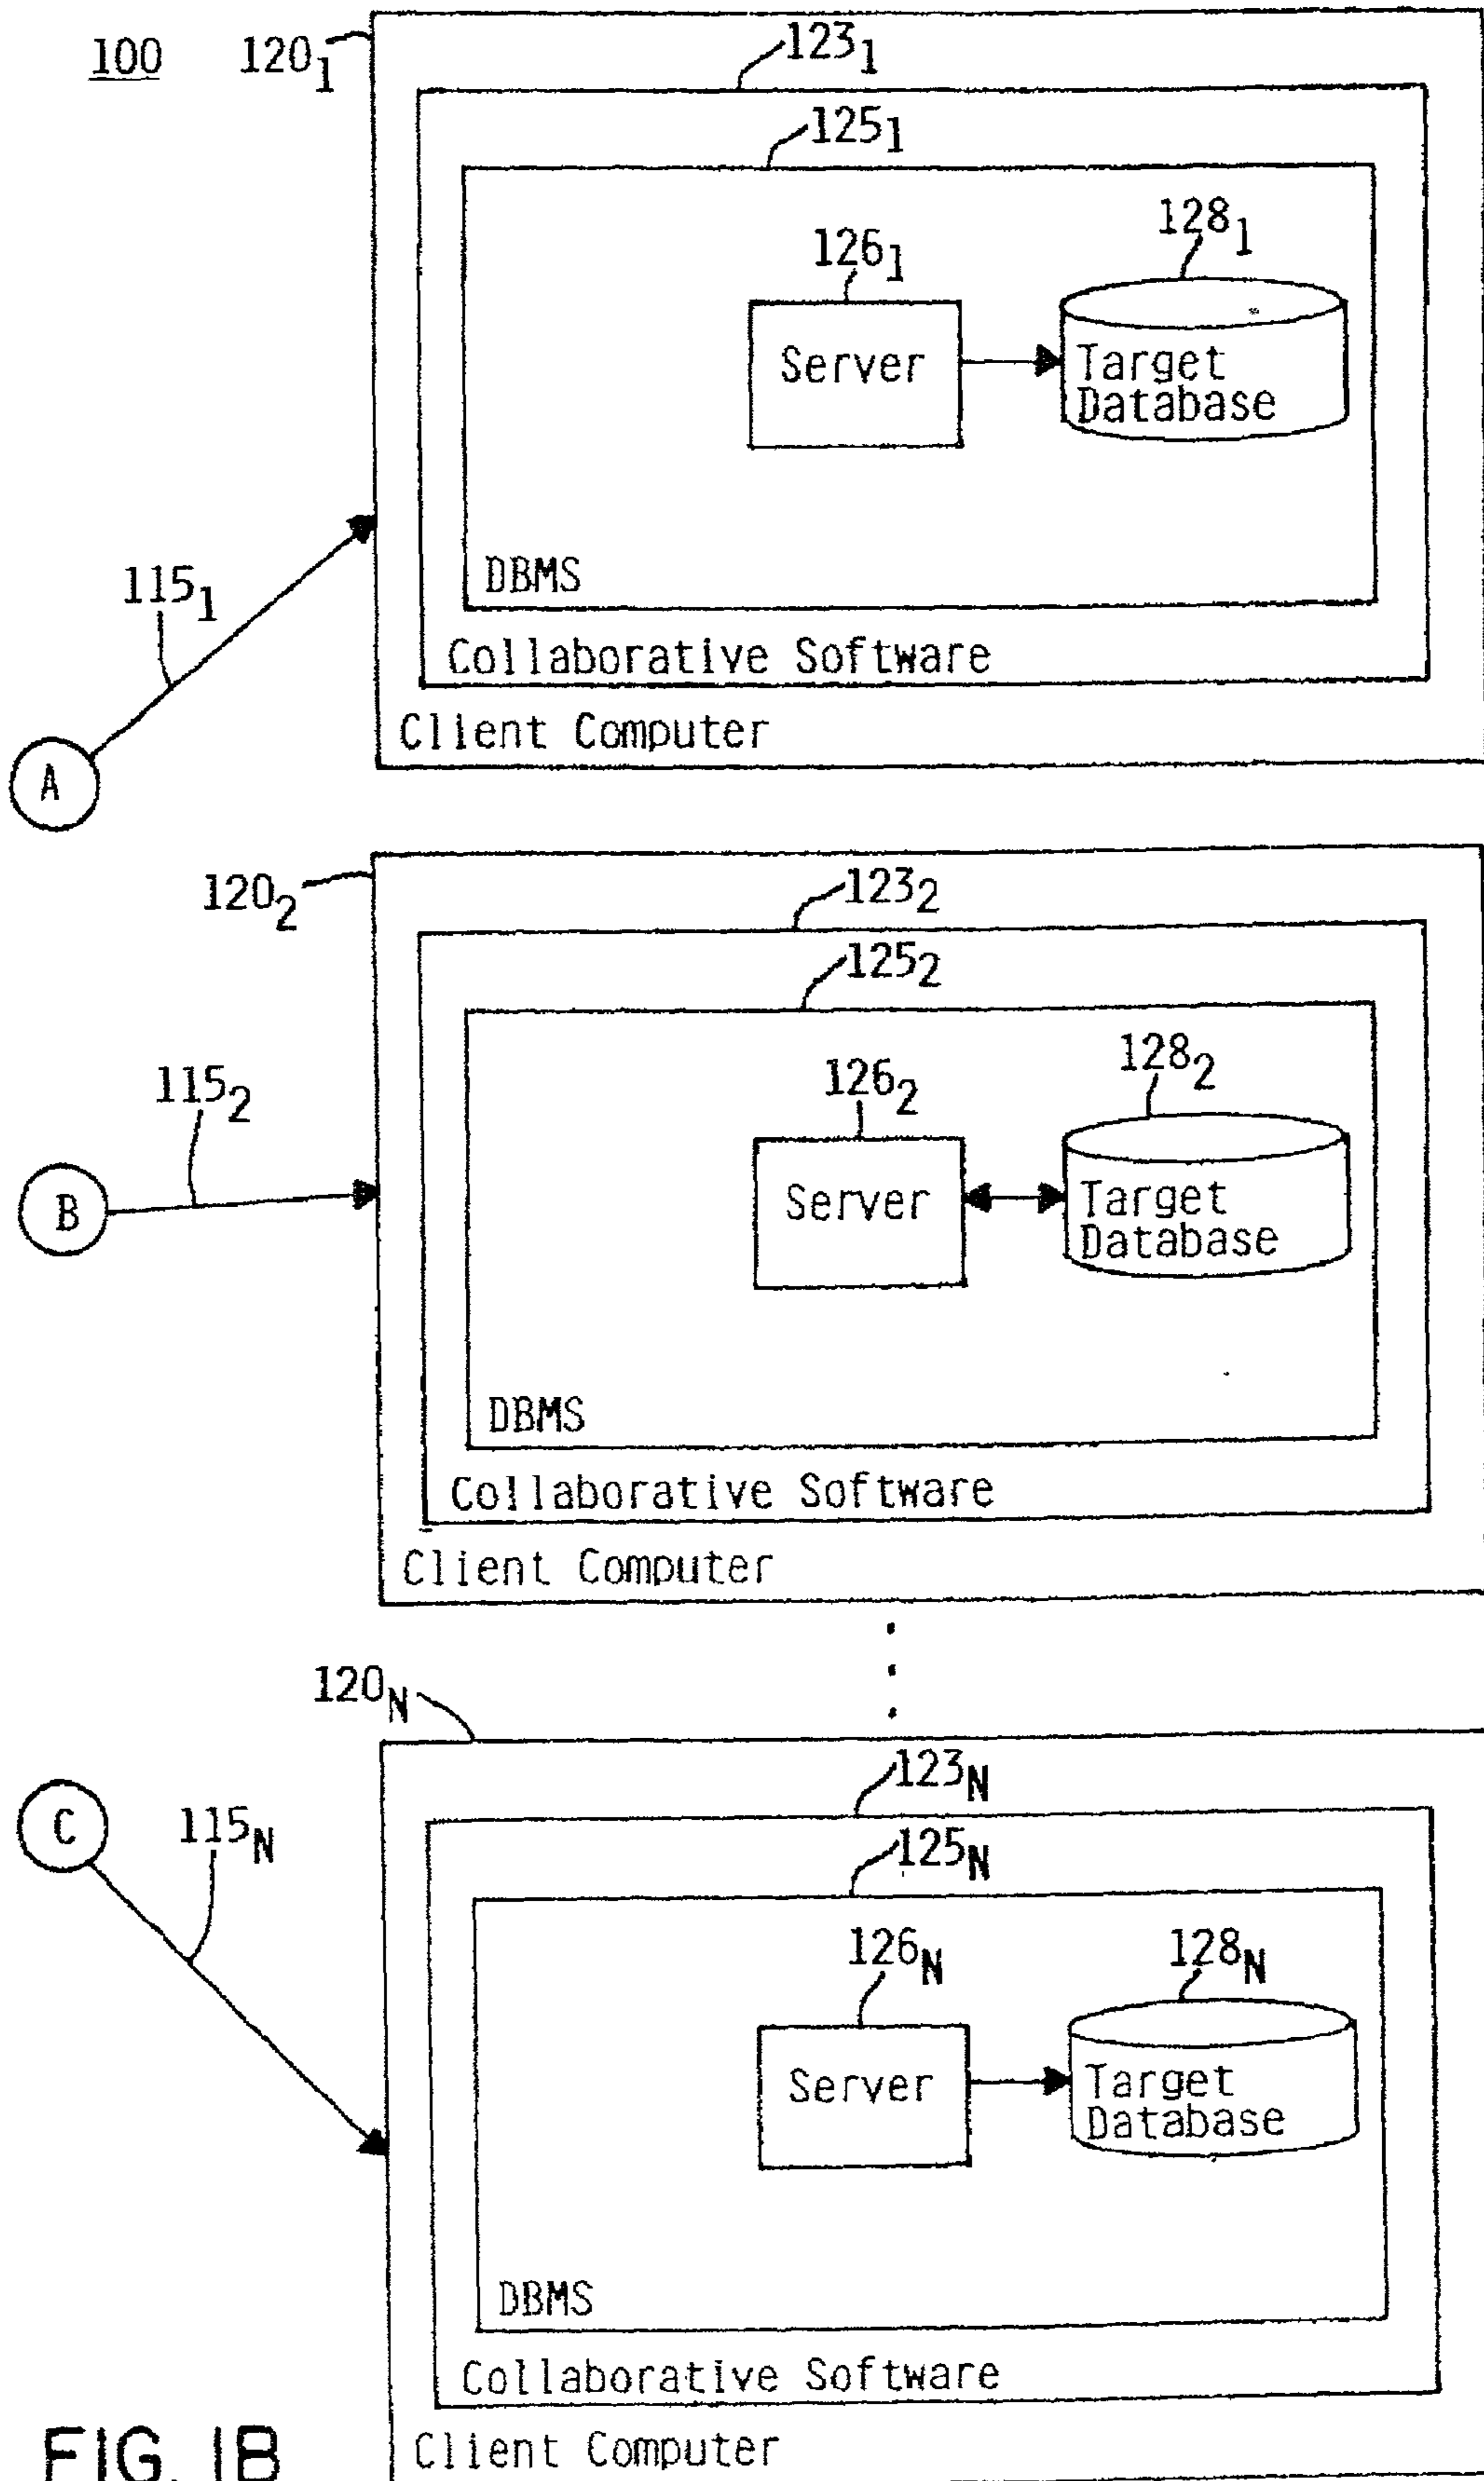 100
120₁
123₁
125₁
126₁
128₁
Server
Target
Database
DBMS
115₁
Collaborative Software
Client Computer
A
120₂
123₂
125₂
126₂
128₂
115₂
B
Server
Target
Database
DBMS
Collaborative Software
Client Computer
120N
123N
C
115N
125N
126N
128N
Server
Target
Database
DBMS
Collaborative Software
Client Computer
FIG. 1B